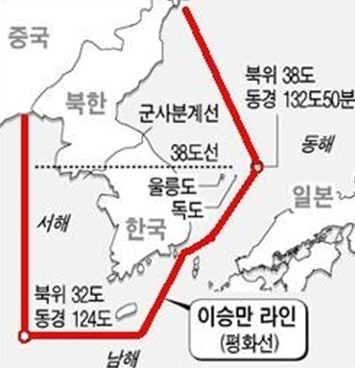 중국
북한
북위 38도
동경 132도50분
군사분계선
38도선
동해
울릉도
독도
일본
서해
한국
북위 32도
동경 124도
이승만 라인
(평화선)
남해